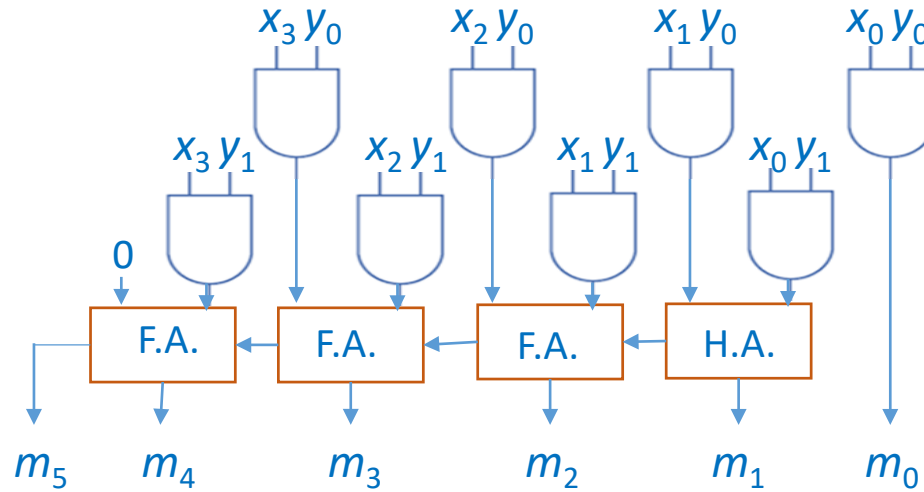 x₃ y₀ x₂ y₀ x₁ y₀ x₀ y₀
x₃ y₁ x₂ y₁ x₁ y₁ x₀ y₁
0
F.A. F.A. F.A. H.A.
m₅ m₄ m₃ m₂ m₁ m₀